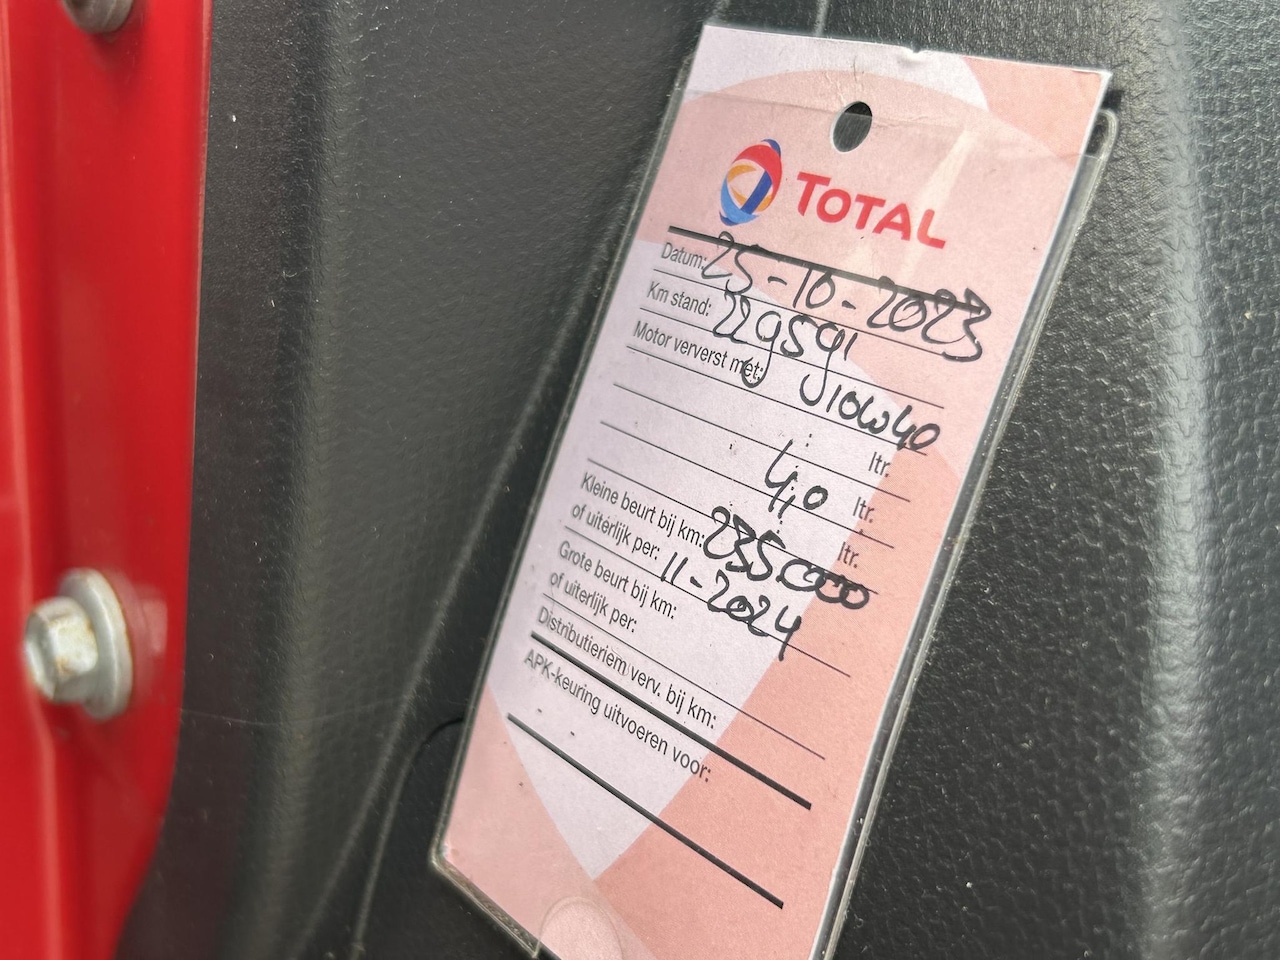 TOTAL
Datum: 25-10-2023
Km stand: 229591
Motor ververst met: 10w40
ltr.
4,0 ltr.
ltr.
Kleine beurt bij km: 235000
of uiterlijk per: 11-2024
Grote beurt bij km:
of uiterlijk per:
Distributieriem verv. bij km:
APK-keuring uitvoeren voor: